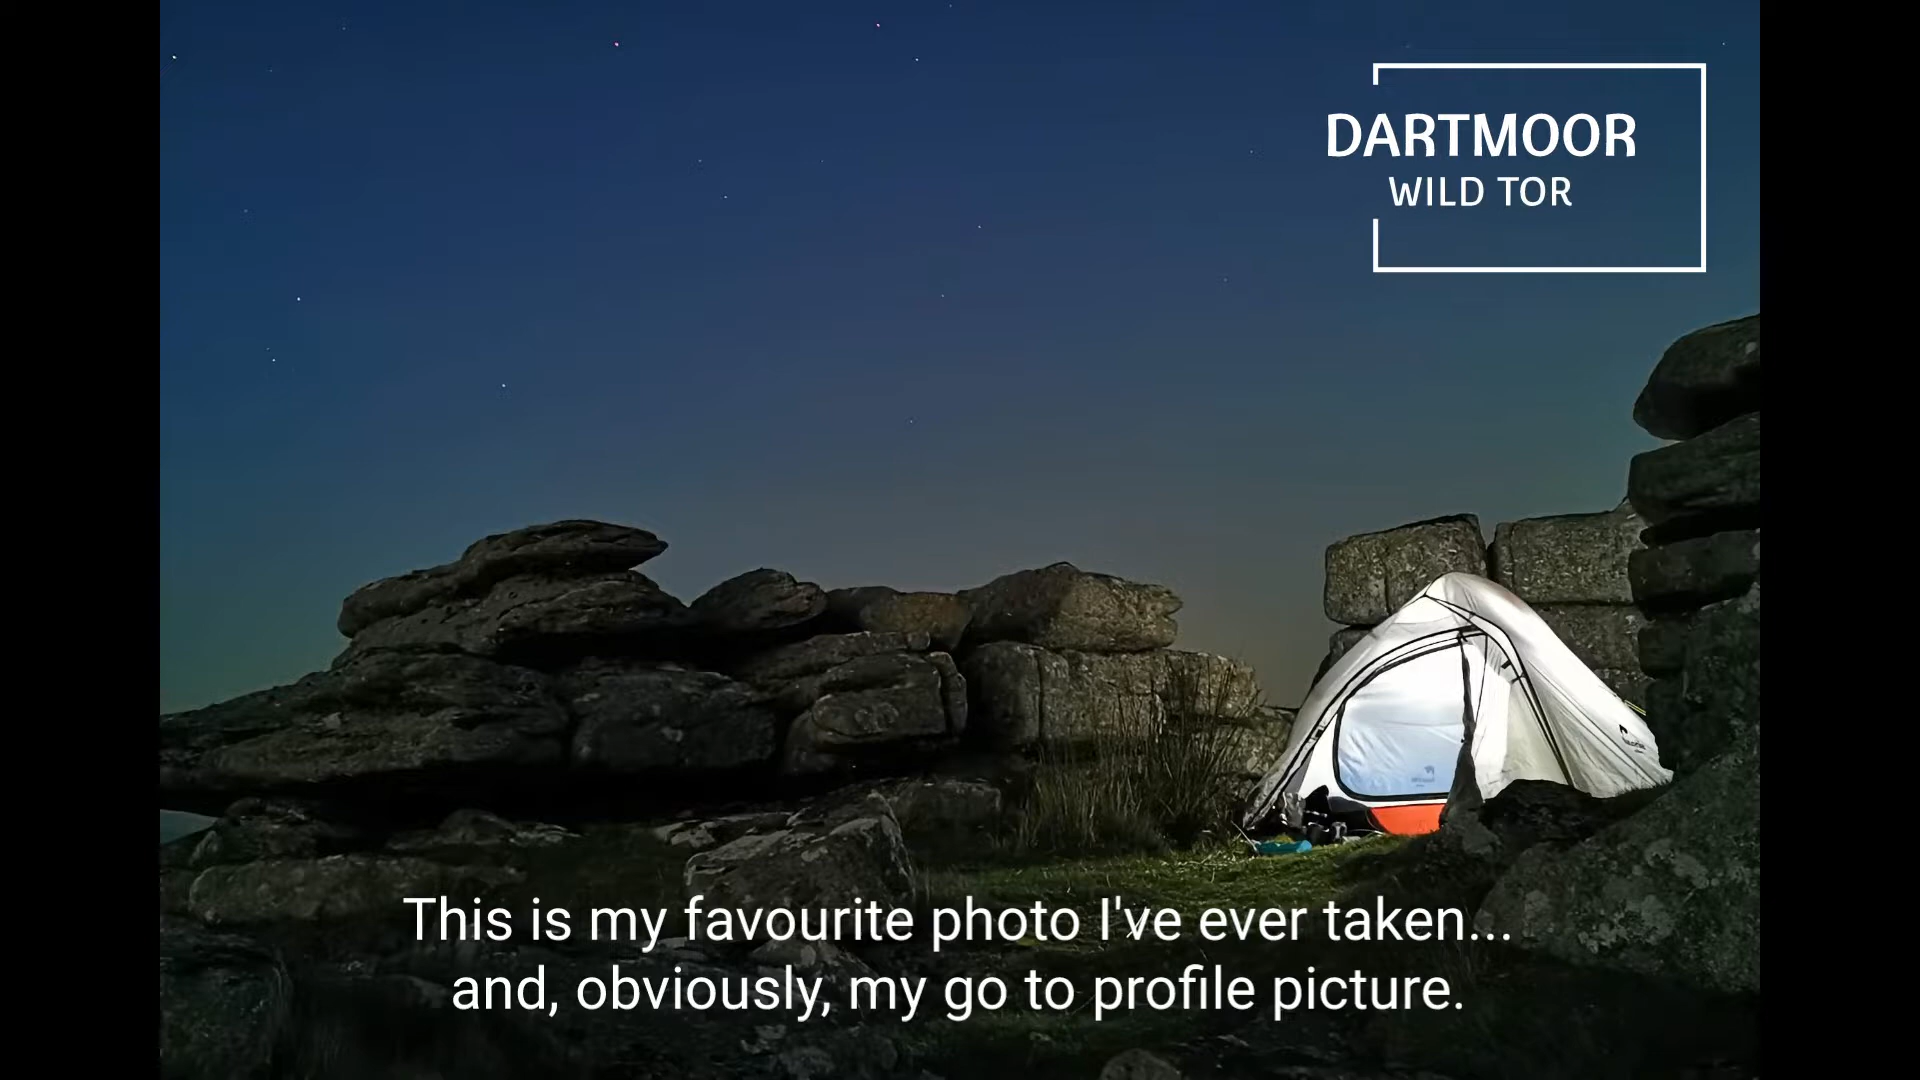 DARTMOOR
WILD TOR
This is my favourite photo I've ever taken...
and, obviously, my go to profile picture.